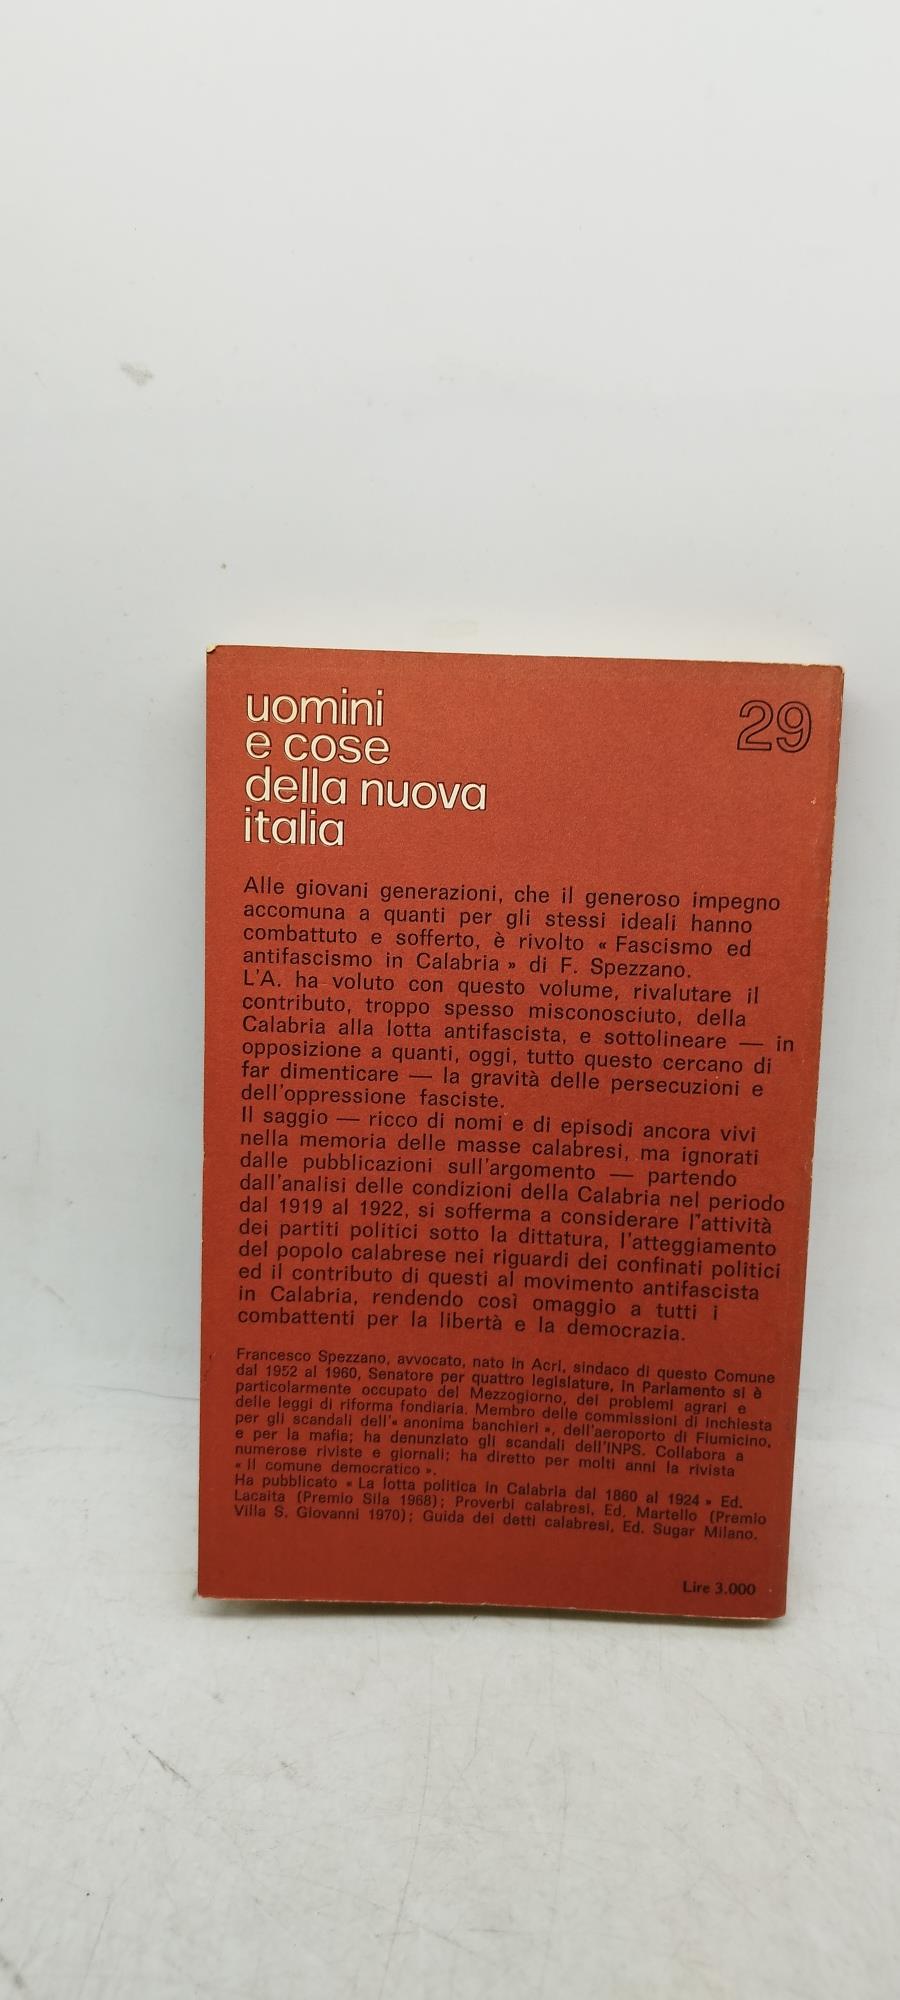 uomini
e cose
della nuova
italia
29
Alle giovani generazioni, che il generoso impegno
accomuna a quanti per gli stessi ideali hanno
combattuto e sofferto, è rivolto « Fascismo ed
antifascismo in Calabria » di F. Spezzano.
L'A. ha voluto con questo volume, rivalutare il
contributo, troppo spesso misconosciuto, della
Calabria alla lotta antifascista, e sottolineare — in
opposizione a quanti, oggi, tutto questo cercano di
far dimenticare — la gravità delle persecuzioni e
dell'oppressione fasciste.
Il saggio — ricco di nomi e di episodi ancora vivi
nella memoria delle masse calabresi, ma ignorati
dalle pubblicazioni sull'argomento — partendo
dall'analisi delle condizioni della Calabria nel periodo
dal 1919 al 1922, si sofferma a considerare l'attività
dei partiti politici sotto la dittatura, l'atteggiamento
del popolo calabrese nei riguardi dei confinati politici
ed il contributo di questi al movimento antifascista
in Calabria, rendendo così omaggio a tutti i
combattenti per la libertà e la democrazia.
Francesco Spezzano, avvocato, nato in Acri, sindaco di questo Comune
dal 1952 al 1960, Senatore per quattro legislature, in Parlamento si è
particolarmente occupato del Mezzogiorno, dei problemi agrari e
delle leggi di riforma fondiaria. Membro delle commissioni di inchiesta
per gli scandali dell'« anonima banchieri », dell'aeroporto di Fiumicino,
e per la mafia; ha denunziato gli scandali dell'INPS. Collabora a
numerose riviste e giornali; ha diretto per molti anni la rivista
« Il comune democratico ».
Ha pubblicato « La lotta politica in Calabria dal 1860 al 1924 » Ed.
Lacaita (Premio Sila 1968); Proverbi calabresi, Ed. Martello (Premio
Villa S. Giovanni 1970); Guida dei detti calabresi, Ed. Sugar Milano.
Lire 3.000